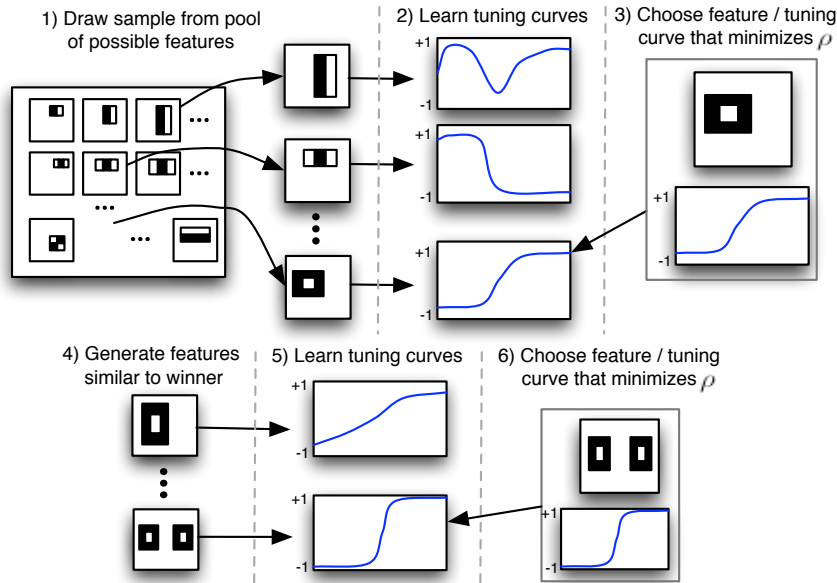 1) Draw sample from pool
of possible features
2) Learn tuning curves
3) Choose feature / tuning
curve that minimizes ρ
+1
-1
+1
-1
+1
-1
+1
-1
...
...
...
...
4) Generate features
similar to winner
5) Learn tuning curves
6) Choose feature / tuning
curve that minimizes ρ
+1
-1
+1
-1
+1
-1